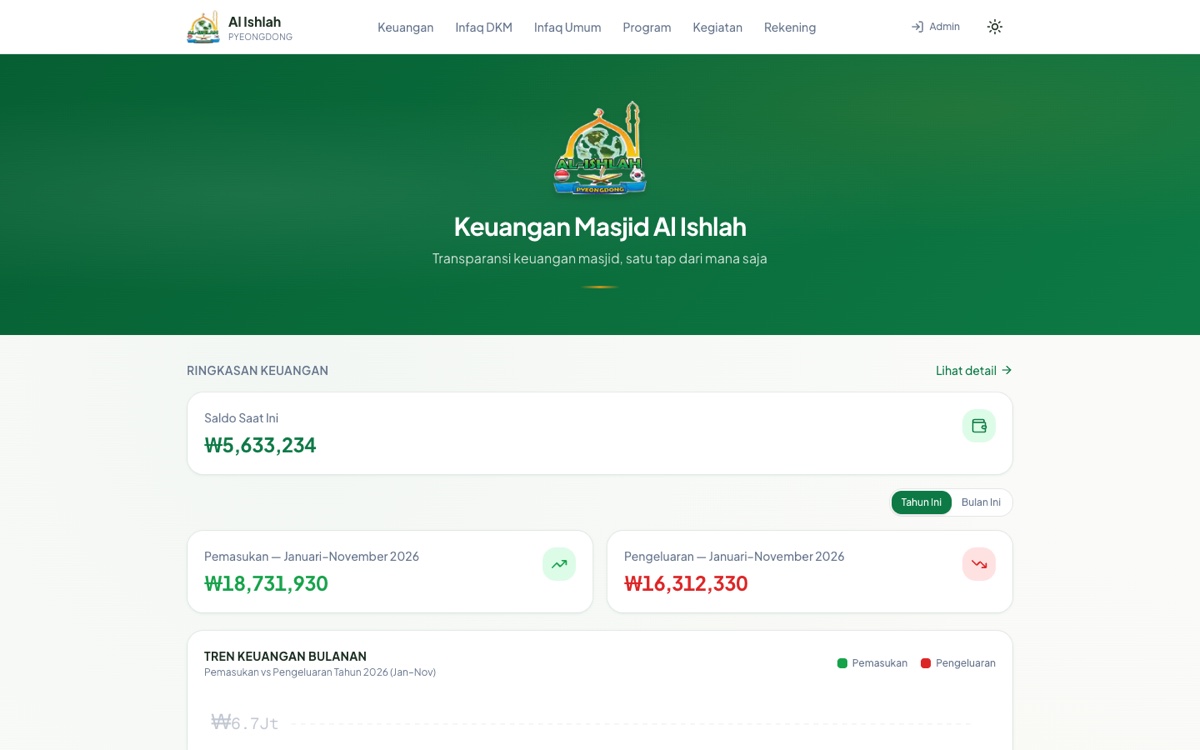 Al Ishlah
PYEONGDONG
Keuangan
Infaq DKM
Infaq Umum
Program
Kegiatan
Rekening
Admin
AL-ISHLAH
PYEONGDONG
Keuangan Masjid Al Ishlah
Transparansi keuangan masjid, satu tap dari mana saja
RINGKASAN KEUANGAN
Lihat detail →
Saldo Saat Ini
₩5,633,234
Tahun Ini
Bulan Ini
Pemasukan — Januari–November 2026
₩18,731,930
Pengeluaran — Januari–November 2026
₩16,312,330
TREN KEUANGAN BULANAN
Pemasukan vs Pengeluaran Tahun 2026 (Jan–Nov)
Pemasukan
Pengeluaran
₩6.7Jt